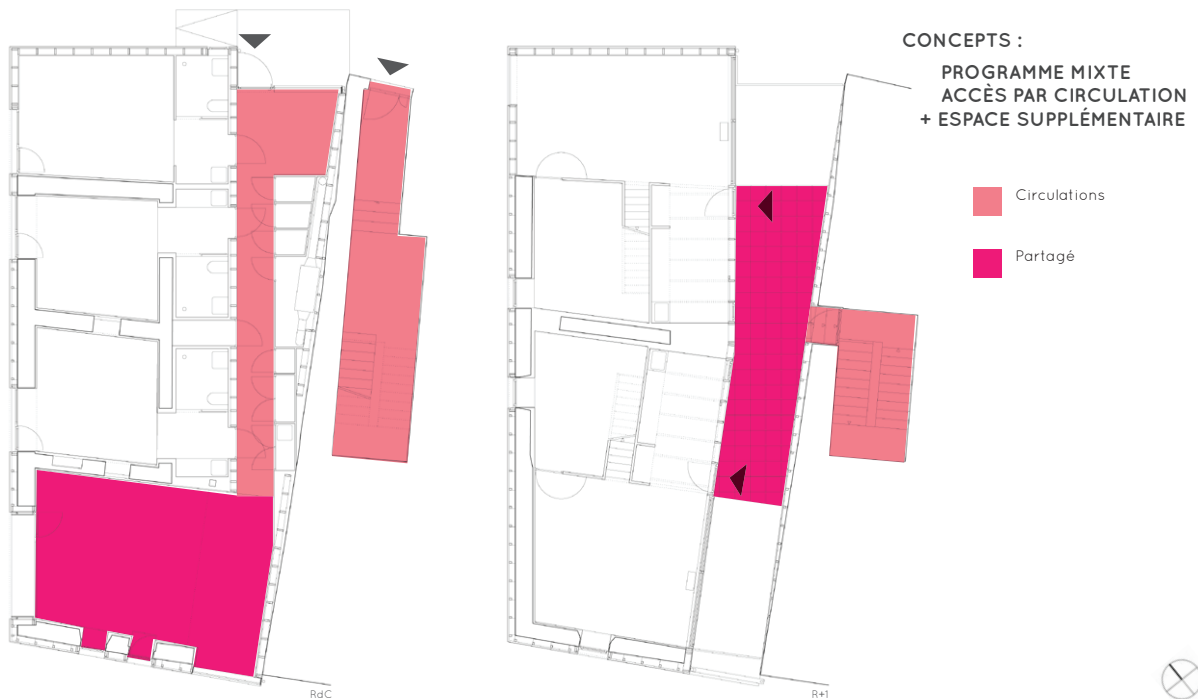 CONCEPTS :
PROGRAMME MIXTE
ACCÈS PAR CIRCULATION
+ ESPACE SUPPLÉMENTAIRE
Circulations
Partagé
RdC
R+1